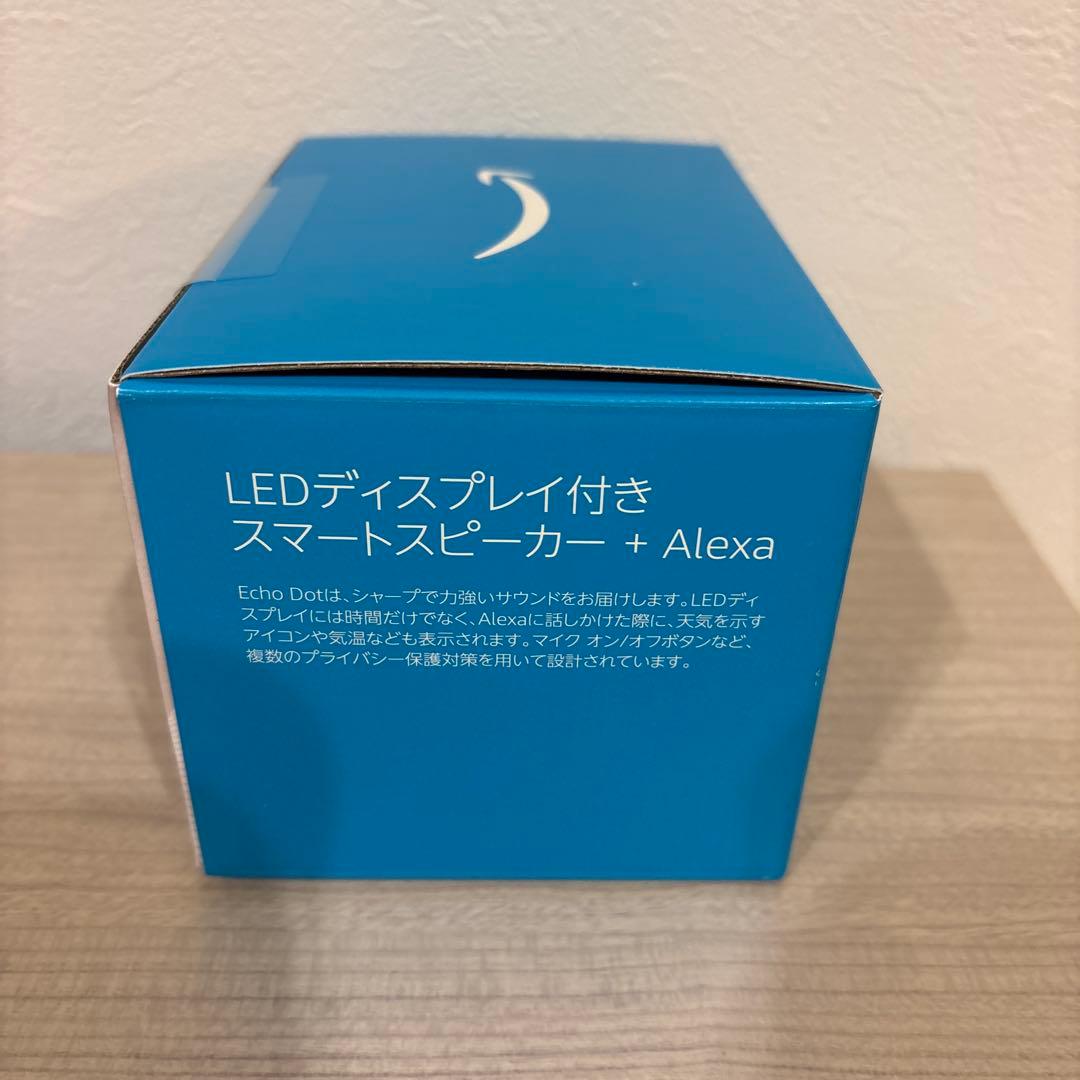 LEDディスプレイ付き
スマートスピーカー + Alexa
Echo Dotは、シャープで力強いサウンドをお届けします。LEDディ
スプレイには時間だけでなく、Alexaに話しかけた際に、天気を示す
アイコンや気温なども表示されます。マイク オン/オフボタンなど、
複数のプライバシー保護対策を用いて設計されています。